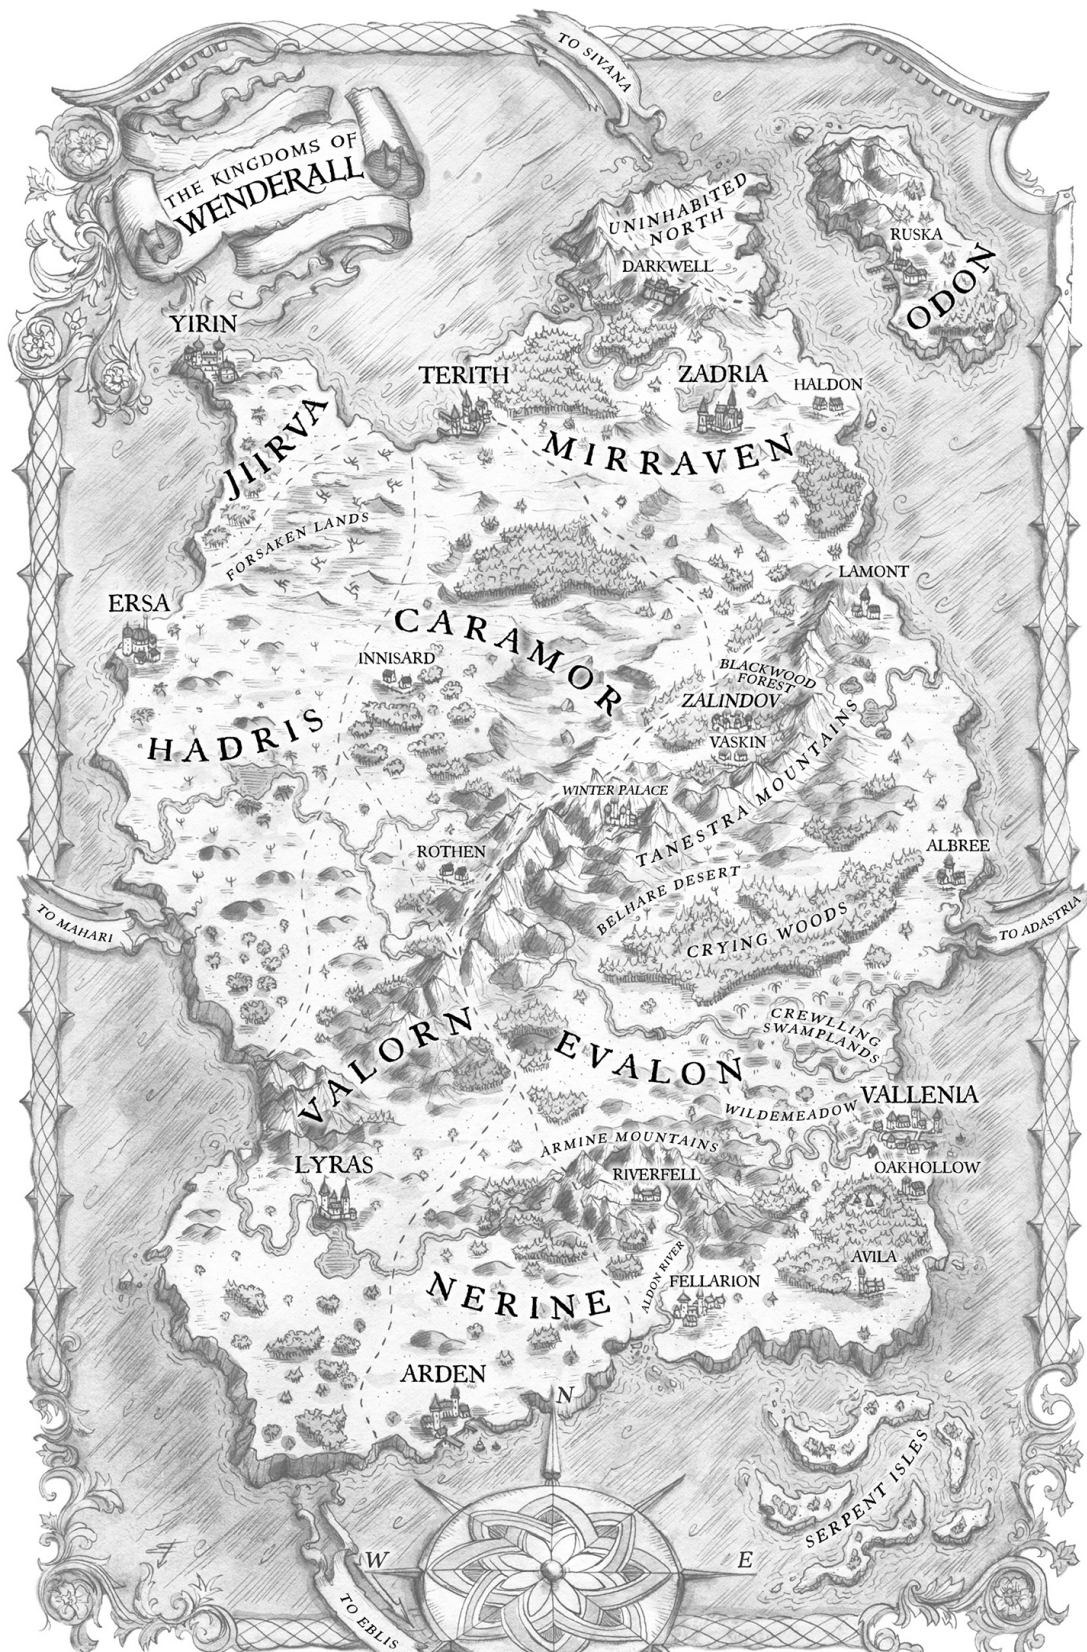 TO SIVANA
THE KINGDOMS OF
WENDERALL
UNINHABITED
NORTH
DARKWELL
RUSKA
ODON
YIRIN
TERITH
ZADRIA
HALDON
JIIRVA
MIRRAVEN
FORSAKEN LANDS
LAMONT
ERSA
CARAMOR
INNISARD
BLACKWOOD
FOREST
ZALINDOV
VASKIN
HADRIS
WINTER PALACE
TANESTRA MOUNTAINS
ROTHEN
ALBREE
BELHARE DESERT
CRYING WOODS
TO MAHARI
TO ADASTRIA
CREWLLING
SWAMPLANDS
VALORN
EVALON
WILDEMEADOW
VALLENIA
ARMINE MOUNTAINS
LYRAS
RIVERFELL
OAKHOLLOW
AVILA
ALDON RIVER
FELLARION
NERINE
ARDEN
N
SERPENT ISLES
W
E
TO EBLIS